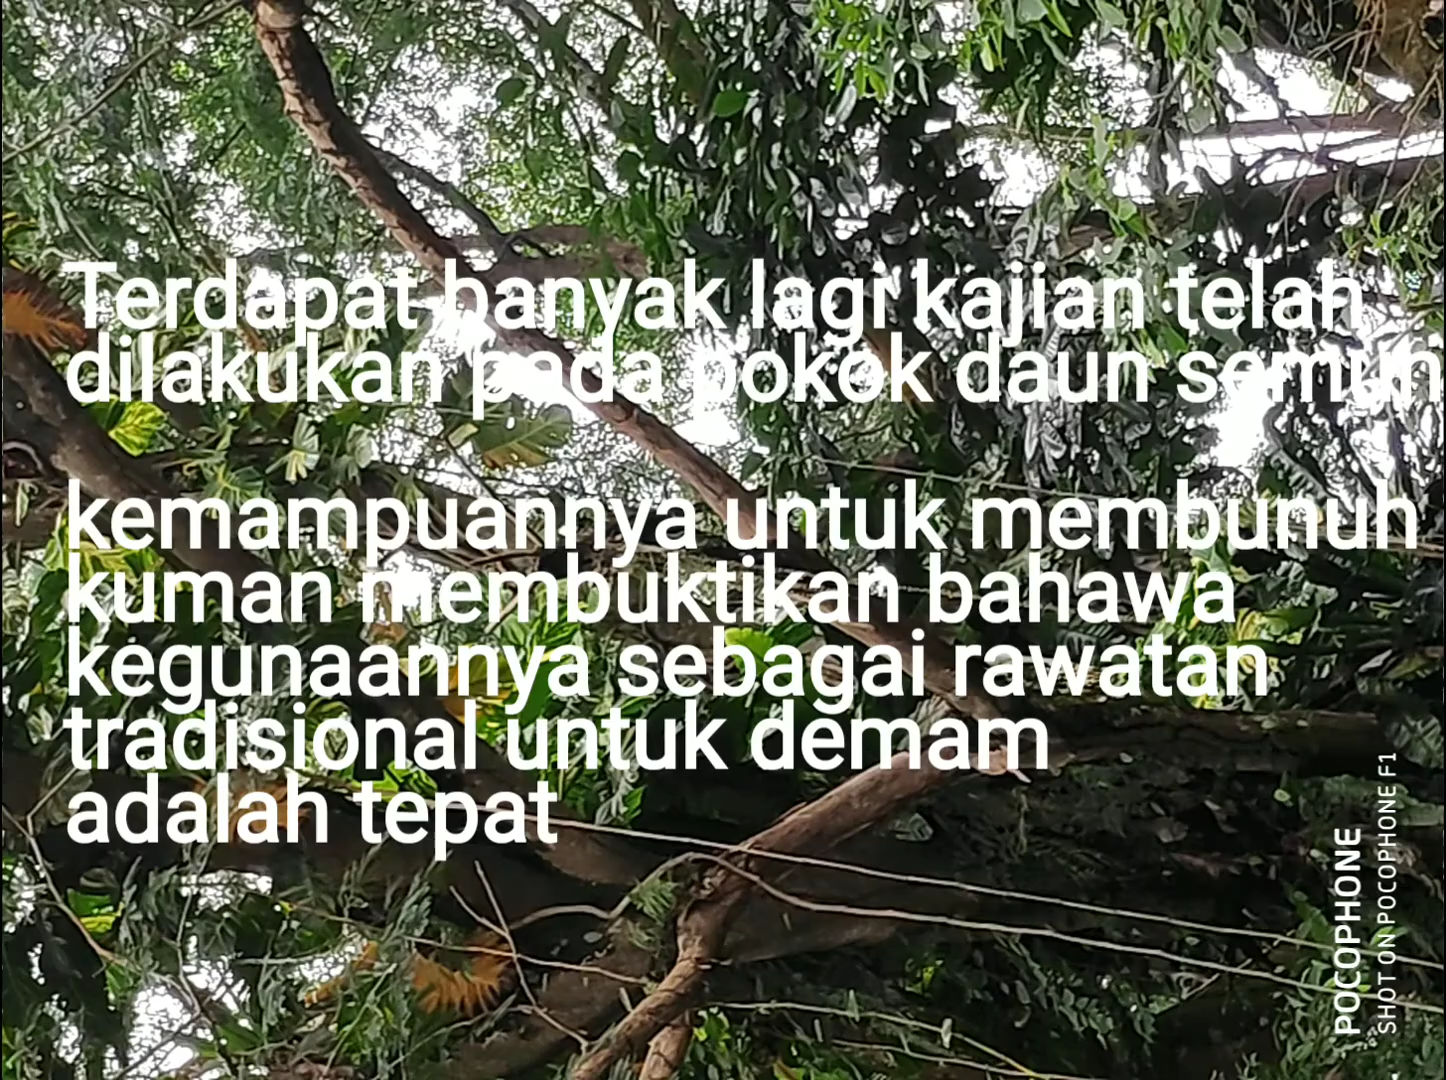 Terdapat banyak lagi kajian telah
dilakukan pada pokok daun semun
kemampuannya untuk membunuh
kuman membuktikan bahawa
kegunaannya sebagai rawatan
tradisional untuk demam
adalah tepat
POCOPHONE
SHOT ON POCOPHONE F1